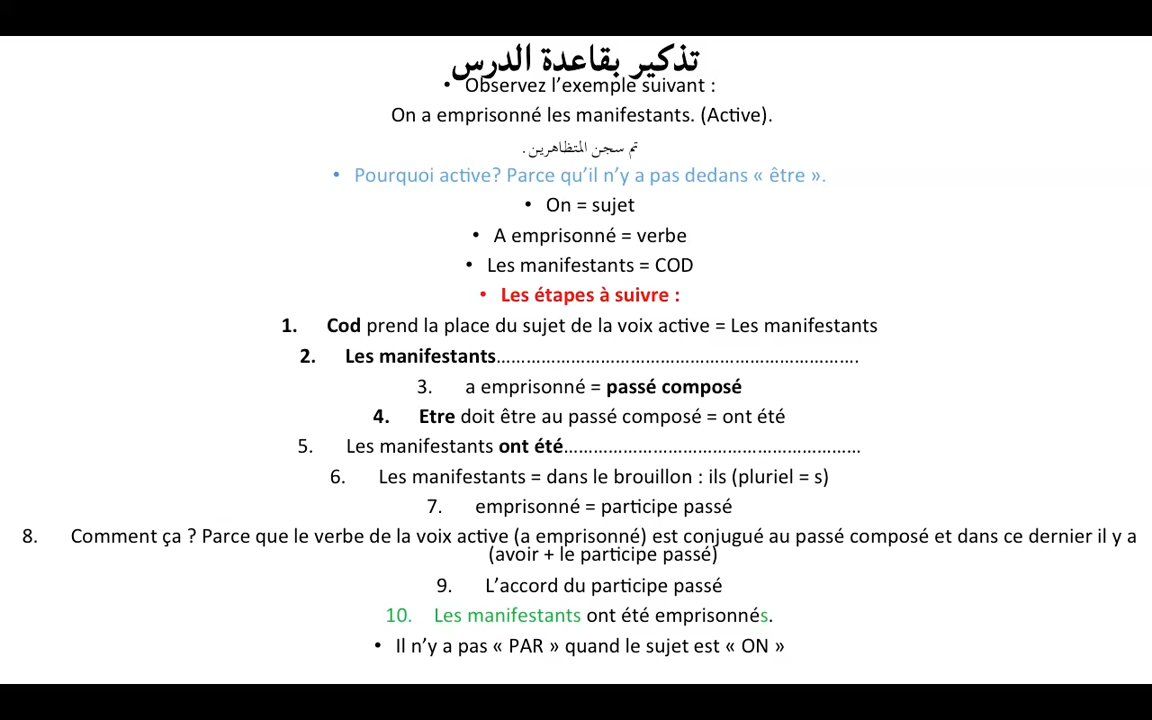 تذكير بقاعدة الدرس
• Observez l’exemple suivant :
On a emprisonné les manifestants. (Active).
تم سجن المتظاهرين.
• Pourquoi active? Parce qu’il n’y a pas dedans « être ».
• On = sujet
• A emprisonné = verbe
• Les manifestants = COD
• Les étapes à suivre :
1. Cod prend la place du sujet de la voix active = Les manifestants
2. Les manifestants……………………………………………………………….
3. a emprisonné = passé composé
4. Etre doit être au passé composé = ont été
5. Les manifestants ont été……………………………………………………
6. Les manifestants = dans le brouillon : ils (pluriel = s)
7. emprisonné = participe passé
8. Comment ça ? Parce que le verbe de la voix active (a emprisonné) est conjugué au passé composé et dans ce dernier il y a
(avoir + le participe passé)
9. L’accord du participe passé
10. Les manifestants ont été emprisonnés.
• Il n’y a pas « PAR » quand le sujet est « ON »